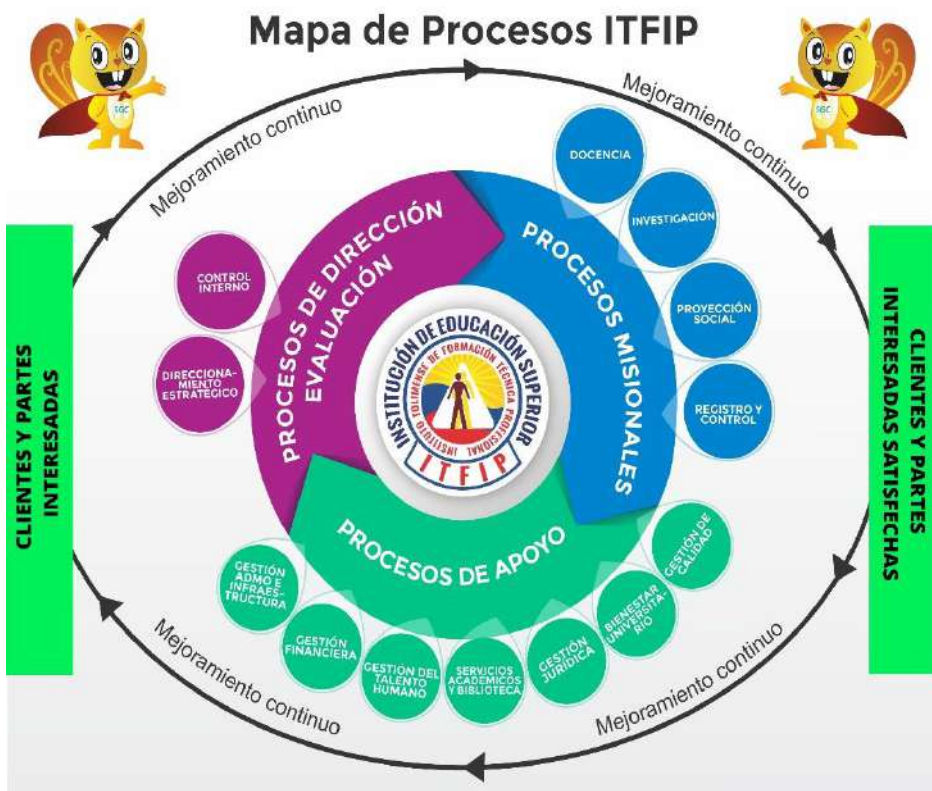 Mapa de Procesos ITFIP
SGC
SGC
Mejoramiento continuo
Mejoramiento continuo
CLIENTES Y PARTES
INTERESADAS
CONTROL
INTERNO
DIRECCIONA-
MIENTO
ESTRATÉGICO
PROCESOS DE DIRECCIÓN
EVALUACIÓN
PROCESOS MISIONALES
DOCENCIA
INVESTIGACIÓN
PROYECCIÓN
SOCIAL
REGISTRO Y
CONTROL
INSTITUCIÓN DE EDUCACIÓN SUPERIOR
INSTITUTO TOLIMENSE DE FORMACIÓN TÉCNICA PROFESIONAL
ITFIP
PROCESOS DE APOYO
GESTIÓN
ADMO E
INFRAES-
TRUCTURA
GESTIÓN
FINANCIERA
GESTIÓN DEL
TALENTO
HUMANO
SERVICIOS
ACADEMICOS
Y BIBLIOTECA
GESTIÓN
JURÍDICA
BIENESTAR
UNIVERSITA-
RIO
GESTIÓN DE
CALIDAD
CLIENTES Y PARTES
INTERESADAS SATISFECHAS
Mejoramiento continuo
Mejoramiento continuo